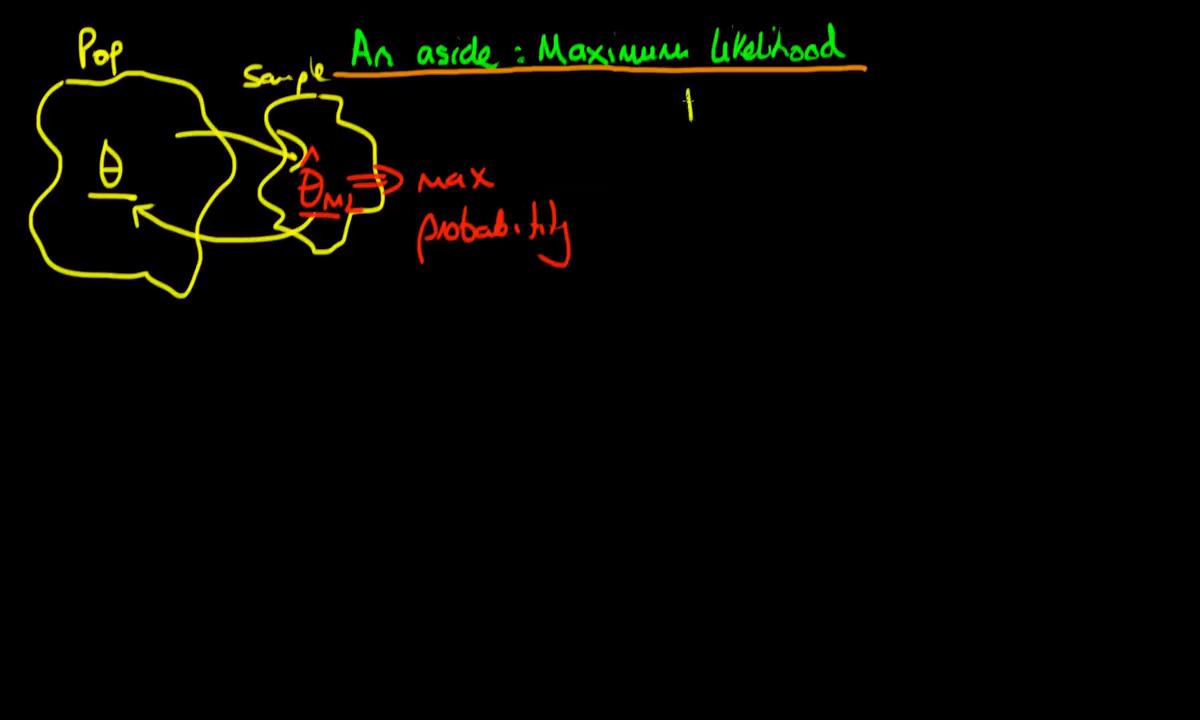 An aside : Maximum likelihood
Pop
Sample
θ
θ̂ML ⇒ max
probability